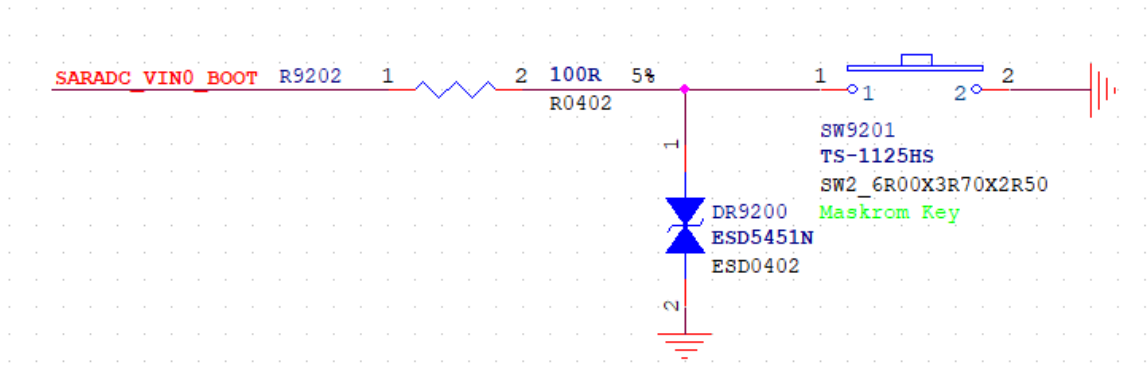 SARADC_VIN0_BOOT R9202 1 2 100R 5% 1 2
R0402
1 2
SW9201
1
TS-1125HS
SW2_6R00X3R70X2R50
DR9200 Maskrom Key
ESD5451N
ESD0402
2